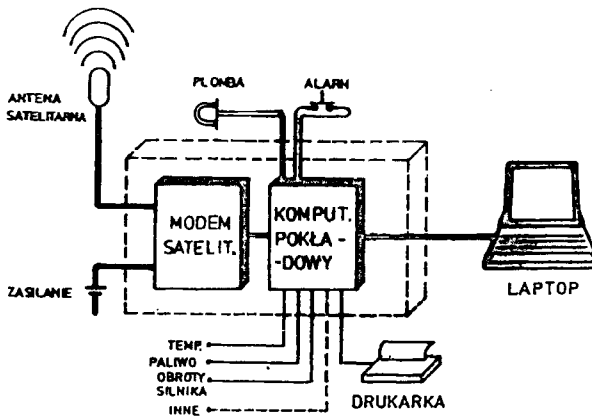 ANTENA
SATELITARNA
PLOMBA
ALARM
MODEM
SATELIT.
KOMPUT.
POKŁA-
-DOWY
LAPTOP
ZASILANIE
TEMP.
PALIWO
OBROTY
SILNIKA
INNE
DRUKARKA